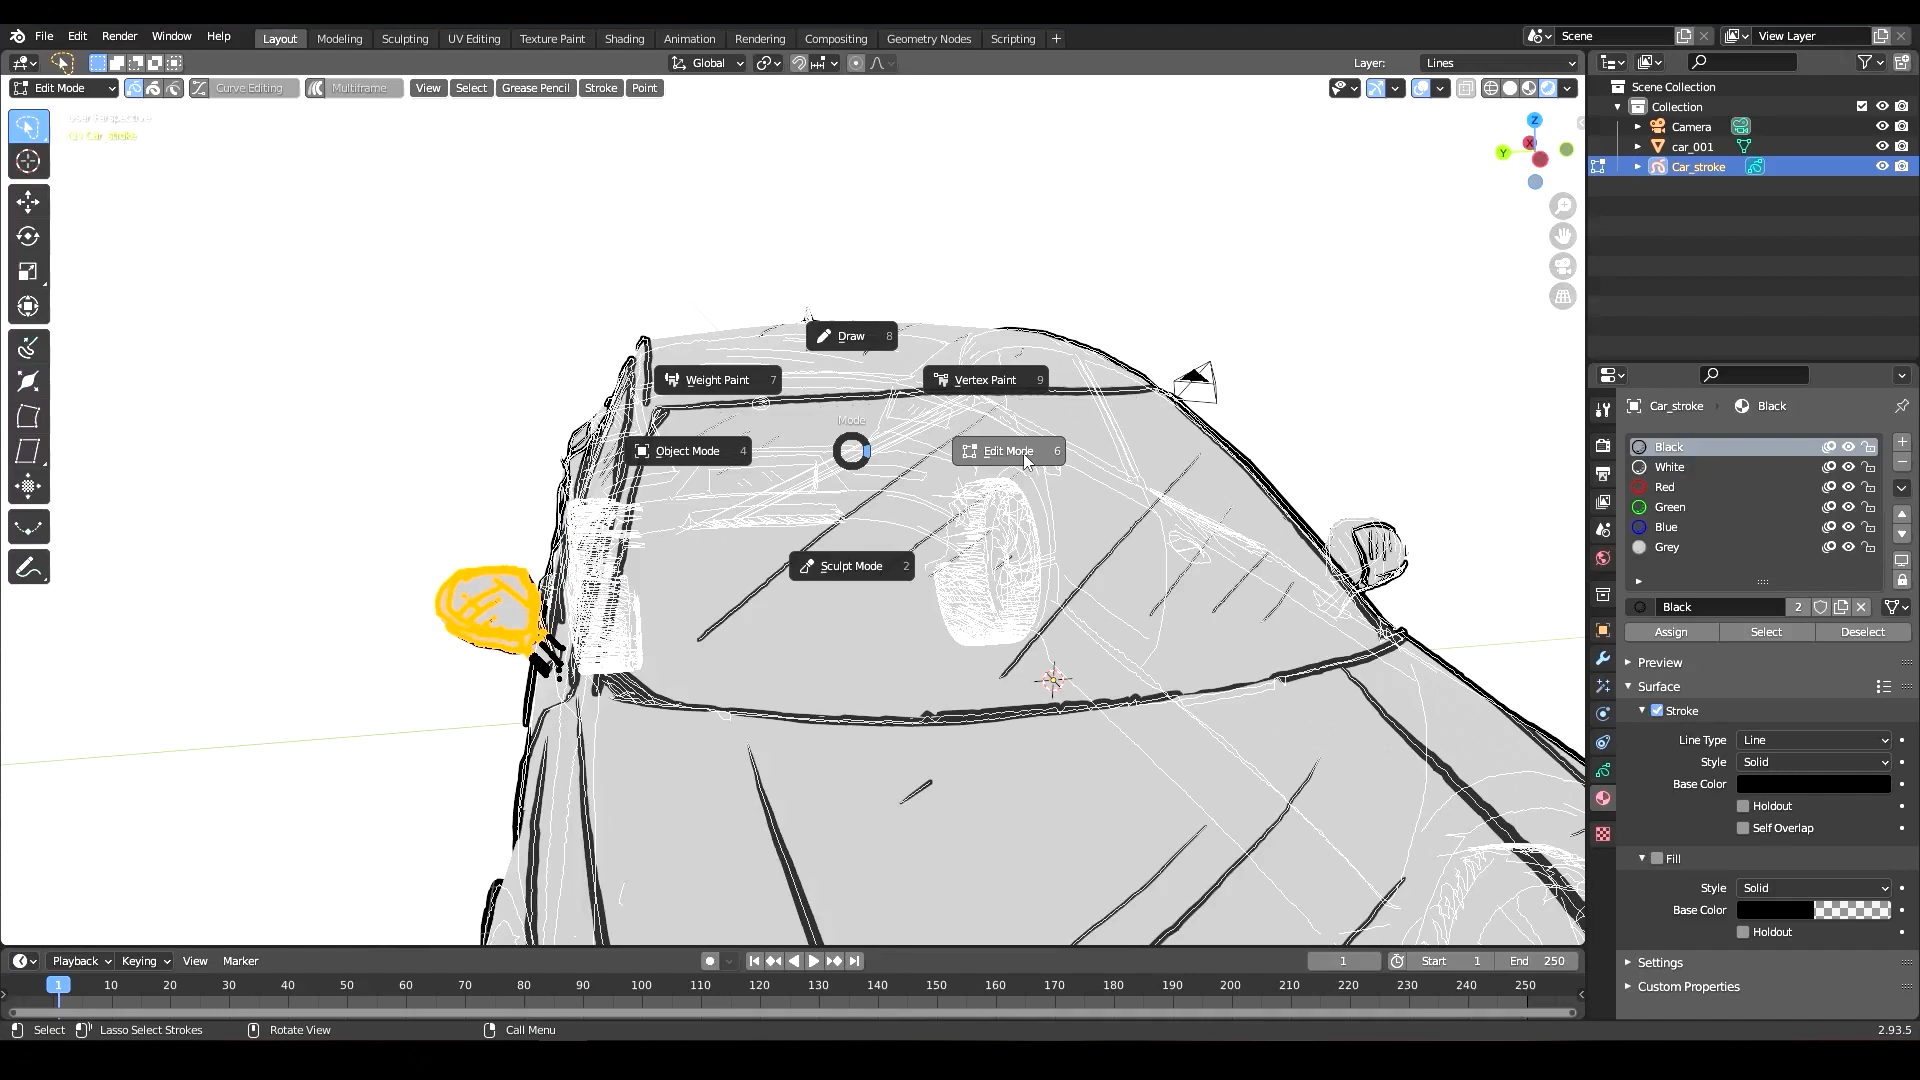 File Edit Render Window Help Layout Modeling Sculpting UV Editing Texture Paint Shading Animation Rendering Compositing Geometry Nodes Scripting + Scene View Layer
Global Layer: Lines
Edit Mode Curve Editing Multiframe View Select Grease Pencil Stroke Point
User Perspective
(1) Car_stroke
Z
X
Y
Scene Collection
Collection
Camera
car_001
Car_stroke
Draw 8
Weight Paint 7
Vertex Paint 9
Mode
Object Mode 4
Edit Mode 6
Sculpt Mode 2
Car_stroke Black
Black
White
Red
Green
Blue
Grey
Black 2
Assign Select Deselect
Preview
Surface
Stroke
Line Type Line
Style Solid
Base Color
Holdout
Self Overlap
Fill
Style Solid
Base Color
Holdout
Settings
Custom Properties
Playback Keying View Marker 1 Start 1 End 250
1 10 20 30 40 50 60 70 80 90 100 110 120 130 140 150 160 170 180 190 200 210 220 230 240 250
Select Lasso Select Strokes Rotate View Call Menu 2.93.5